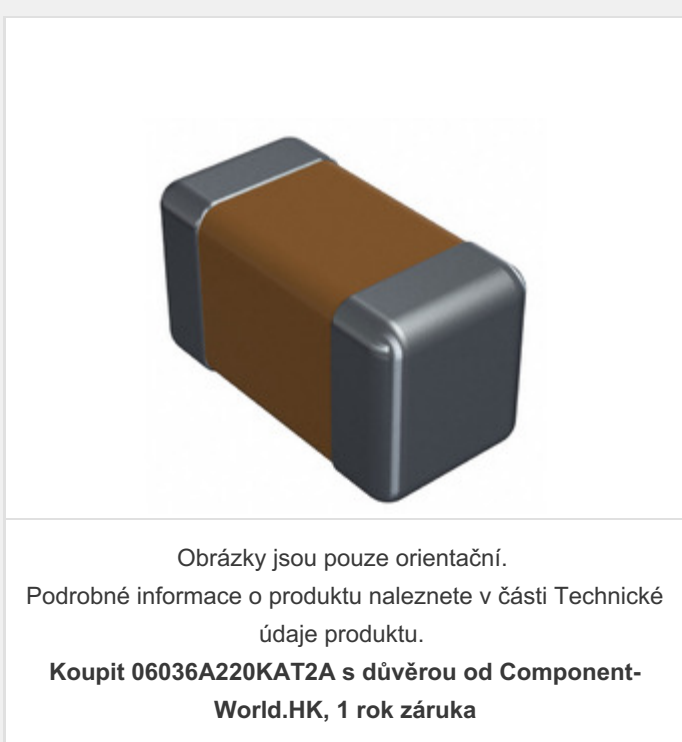 Obrázky jsou pouze orientační.
Podrobné informace o produktu naleznete v části Technické
údaje produktu.
Koupit 06036A220KAT2A s důvěrou od Component-
World.HK, 1 rok záruka